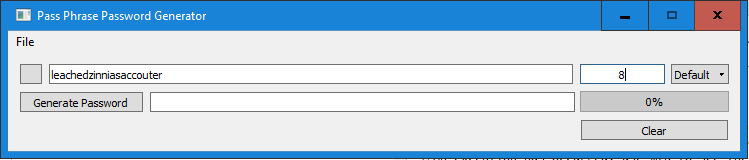 Pass Phrase Password Generator
File
leachedzinniasaccouter 8 Default
Generate Password 0%
Clear